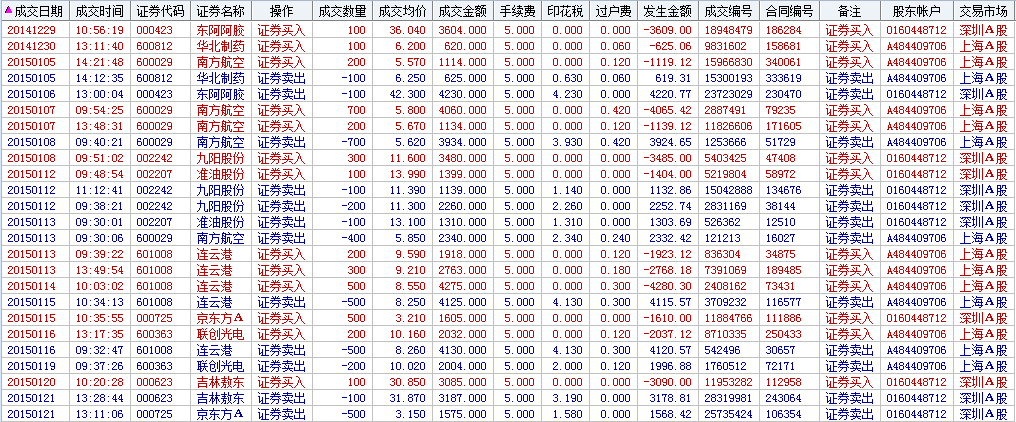 成交日期 成交时间 证券代码 证券名称 操作 成交数量 成交均价 成交金额 手续费 印花税 过户费 发生金额 成交编号 合同编号 备注 股东帐户 交易市场
20141229 10:56:19 000423 东阿阿胶 证券买入 100 36.040 3604.000 5.000 0.000 0.000 -3609.00 18948479 186284 证券买入 0160448712 深圳A股
20141230 13:11:40 600812 华北制药 证券买入 100 6.200 620.000 5.000 0.000 0.060 -625.06 9831602 158681 证券买入 A484409706 上海A股
20150105 14:21:48 600029 南方航空 证券买入 200 5.570 1114.000 5.000 0.000 0.120 -1119.12 15966830 340061 证券买入 A484409706 上海A股
20150105 14:12:35 600812 华北制药 证券卖出 -100 6.250 625.000 5.000 0.630 0.060 619.31 15300193 333619 证券卖出 A484409706 上海A股
20150106 13:00:04 000423 东阿阿胶 证券卖出 -100 42.300 4230.000 5.000 4.230 0.000 4220.77 23723029 230470 证券卖出 0160448712 深圳A股
20150107 09:54:25 600029 南方航空 证券买入 700 5.800 4060.000 5.000 0.000 0.420 -4065.42 2887491 79235 证券买入 A484409706 上海A股
20150107 13:48:31 600029 南方航空 证券买入 200 5.670 1134.000 5.000 0.000 0.120 -1139.12 11826606 171605 证券买入 A484409706 上海A股
20150108 09:40:21 600029 南方航空 证券卖出 -700 5.620 3934.000 5.000 3.930 0.420 3924.65 1253666 51729 证券卖出 A484409706 上海A股
20150108 09:51:02 002242 九阳股份 证券买入 300 11.600 3480.000 5.000 0.000 0.000 -3485.00 5403425 47408 证券买入 0160448712 深圳A股
20150112 09:48:54 002207 准油股份 证券买入 100 13.990 1399.000 5.000 0.000 0.000 -1404.00 5219804 58972 证券买入 0160448712 深圳A股
20150112 11:12:41 002242 九阳股份 证券卖出 -100 11.390 1139.000 5.000 1.140 0.000 1132.86 15042888 134676 证券卖出 0160448712 深圳A股
20150112 09:38:21 002242 九阳股份 证券卖出 -200 11.300 2260.000 5.000 2.260 0.000 2252.74 2831169 38144 证券卖出 0160448712 深圳A股
20150113 09:30:01 002207 准油股份 证券卖出 -100 13.100 1310.000 5.000 1.310 0.000 1303.69 526362 12510 证券卖出 0160448712 深圳A股
20150113 09:30:06 600029 南方航空 证券卖出 -400 5.850 2340.000 5.000 2.340 0.240 2332.42 121213 16027 证券卖出 A484409706 上海A股
20150113 09:39:22 601008 连云港 证券买入 200 9.590 1918.000 5.000 0.000 0.120 -1923.12 836304 34875 证券买入 A484409706 上海A股
20150113 13:49:54 601008 连云港 证券买入 300 9.210 2763.000 5.000 0.000 0.180 -2768.18 7391069 189485 证券买入 A484409706 上海A股
20150114 10:03:02 601008 连云港 证券买入 500 8.550 4275.000 5.000 0.000 0.300 -4280.30 2408162 73431 证券买入 A484409706 上海A股
20150115 10:34:13 601008 连云港 证券卖出 -500 8.250 4125.000 5.000 4.130 0.300 4115.57 3709232 116577 证券卖出 A484409706 上海A股
20150115 10:35:55 000725 京东方A 证券买入 500 3.210 1605.000 5.000 0.000 0.000 -1610.00 11884766 111886 证券买入 0160448712 深圳A股
20150116 13:17:35 600363 联创光电 证券买入 200 10.160 2032.000 5.000 0.000 0.120 -2037.12 8710335 250433 证券买入 A484409706 上海A股
20150116 09:32:47 601008 连云港 证券卖出 -500 8.260 4130.000 5.000 4.130 0.300 4120.57 542496 30657 证券卖出 A484409706 上海A股
20150119 09:37:26 600363 联创光电 证券卖出 -200 10.020 2004.000 5.000 2.000 0.120 1996.88 1760512 72171 证券卖出 A484409706 上海A股
20150120 10:20:28 000623 吉林敖东 证券买入 100 30.850 3085.000 5.000 0.000 0.000 -3090.00 11953282 112958 证券买入 0160448712 深圳A股
20150121 13:28:44 000623 吉林敖东 证券卖出 -100 31.870 3187.000 5.000 3.190 0.000 3178.81 28319981 243064 证券卖出 0160448712 深圳A股
20150121 13:11:06 000725 京东方A 证券卖出 -500 3.150 1575.000 5.000 1.580 0.000 1568.42 25735424 106354 证券卖出 0160448712 深圳A股